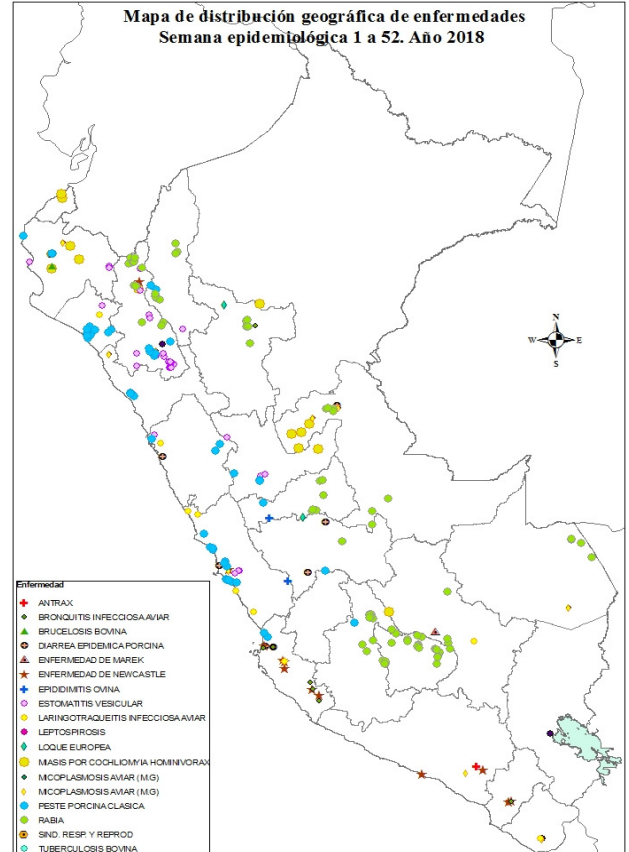 Mapa de distribución geográfica de enfermedades
Semana epidemiológica 1 a 52. Año 2018
N
W E
S
Enfermedad
ANTRAX
BRONQUITIS INFECCIOSA AVIAR
BRUCELOSIS BOVINA
DIARREA EPIDEMICA PORCINA
ENFERMEDAD DE MAREK
ENFERMEDAD DE NEWCASTLE
EPIDIDIMITIS OVINA
ESTOMATITIS VESICULAR
LARINGOTRAQUEITIS INFECCIOSA AVIAR
LEPTOSPIROSIS
LOQUE EUROPEA
MIASIS POR COCHLIOMYIA HOMINIVORAX
MICOPLASMOSIS AVIAR (M.G)
MICOPLASMOSIS AVIAR (M.G)
PESTE PORCINA CLASICA
RABIA
SIND. RESP. Y REPROD
TUBERCULOSIS BOVINA